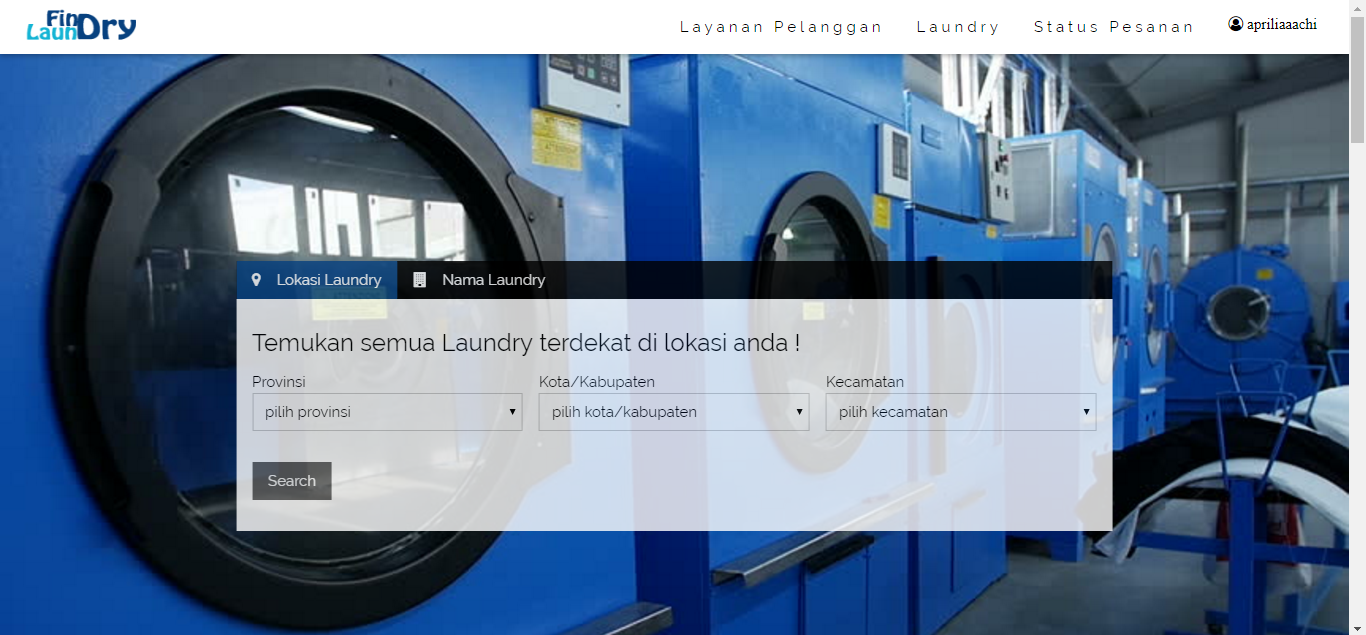 Fin
LaunDry
Layanan Pelanggan
Laundry
Status Pesanan
apriliaaachi
Lokasi Laundry
Nama Laundry
Temukan semua Laundry terdekat di lokasi anda !
Provinsi
Kota/Kabupaten
Kecamatan
pilih provinsi
pilih kota/kabupaten
pilih kecamatan
Search